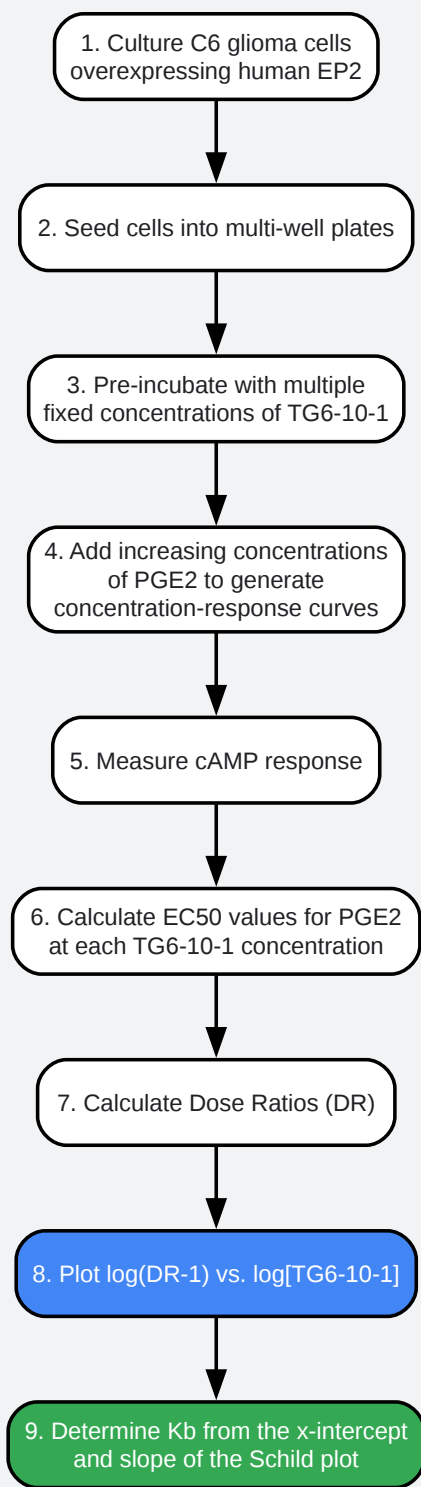 1. Culture C6 glioma cells
overexpressing human EP2
2. Seed cells into multi-well plates
3. Pre-incubate with multiple
fixed concentrations of TG6-10-1
4. Add increasing concentrations
of PGE2 to generate
concentration-response curves
5. Measure cAMP response
6. Calculate EC50 values for PGE2
at each TG6-10-1 concentration
7. Calculate Dose Ratios (DR)
8. Plot log(DR-1) vs. log[TG6-10-1]
9. Determine Kb from the x-intercept
and slope of the Schild plot